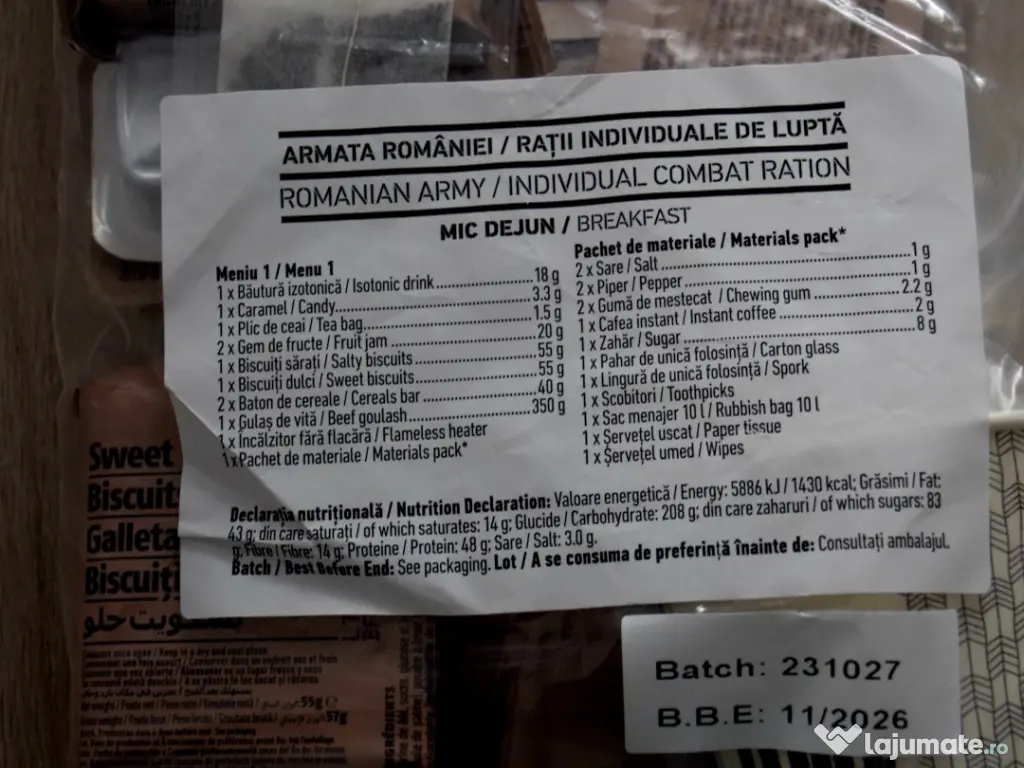 ARMATA ROMÂNIEI / RAȚII INDIVIDUALE DE LUPTĂ
ROMANIAN ARMY / INDIVIDUAL COMBAT RATION
MIC DEJUN / BREAKFAST
Meniu 1 / Menu 1
1 x Băutură izotonică / Isotonic drink 18 g
1 x Caramel / Candy 3.3 g
1 x Plic de ceai / Tea bag 1.5 g
2 x Gem de fructe / Fruit jam 20 g
1 x Biscuiți sărați / Salty biscuits 55 g
1 x Biscuiți dulci / Sweet biscuits 55 g
2 x Baton de cereale / Cereals bar 40 g
1 x Gulaș de vită / Beef goulash 350 g
1 x Încălzitor fără flacără / Flameless heater
1 x Pachet de materiale / Materials pack*
Pachet de materiale / Materials pack*
2 x Sare / Salt 1 g
2 x Piper / Pepper 1 g
2 x Gumă de mestecat / Chewing gum 2.2 g
1 x Cafea instant / Instant coffee 2 g
1 x Zahăr / Sugar 8 g
1 x Pahar de unică folosință / Carton glass
1 x Lingură de unică folosință / Spork
1 x Scobitori / Toothpicks
1 x Sac menajer 10 l / Rubbish bag 10 l
1 x Șervețel uscat / Paper tissue
1 x Șervețel umed / Wipes
Declarația nutrițională / Nutrition Declaration: Valoare energetică / Energy: 5886 kJ / 1430 kcal; Grăsimi / Fat:
43 g; din care saturați / of which saturates: 14 g; Glucide / Carbohydrate: 208 g; din care zaharuri / of which sugars: 83
g; Fibre / Fibre: 14 g; Proteine / Protein: 48 g; Sare / Salt: 3.0 g.
Batch / Best Before End: See packaging. Lot / A se consuma de preferință înainte de: Consultați ambalajul.
Sweet
Biscuit
Galleta
Biscuiți
حلو
55g
57g
Batch: 231027
B.B.E: 11/2026
lajumate.ro